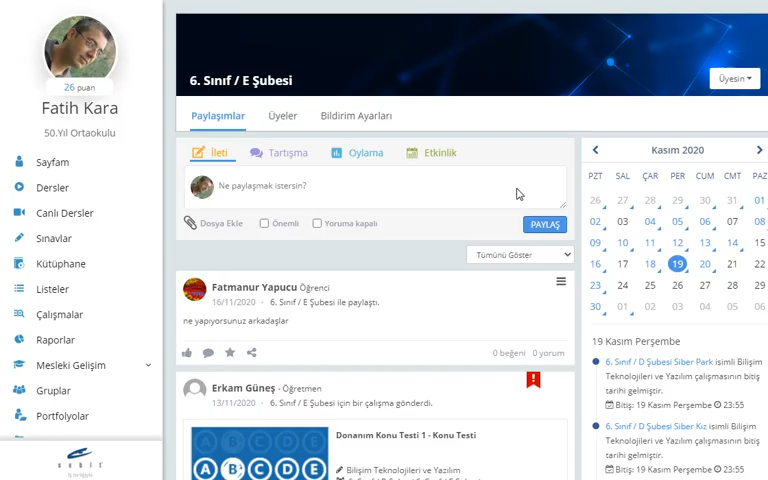 26 puan
Fatih Kara
50.Yıl Ortaokulu
Sayfam
Dersler
Canlı Dersler
Sınavlar
Kütüphane
Listeler
Çalışmalar
Raporlar
Mesleki Gelişim
Gruplar
Portfolyolar
6. Sınıf / E Şubesi
Üyesin
Paylaşımlar
Üyeler
Bildirim Ayarları
İleti
Tartışma
Oylama
Etkinlik
Ne paylaşmak istersin?
Dosya Ekle
Önemli
Yoruma kapalı
PAYLAŞ
Tümünü Göster
Fatmanur Yapucu Öğrenci
16/11/2020 · 6. Sınıf / E Şubesi ile paylaştı.
ne yapıyorsunuz arkadaşlar
0 beğeni 0 yorum
Erkam Güneş - Öğretmen
13/11/2020 · 6. Sınıf / E Şubesi için bir çalışma gönderdi.
A B C D E
A B C D E
Donanım Konu Testi 1 - Konu Testi
Bilişim Teknolojileri ve Yazılım
Kasım 2020
PZT SAL ÇAR PER CUM CMT PAZ
26 27 28 29 30 31 01
02 03 04 05 06 07 08
09 10 11 12 13 14 15
16 17 18 19 20 21 22
23 24 25 26 27 28 29
30 01 02 03 04 05 06
19 Kasım Perşembe
6. Sınıf / D Şubesi Siber Park isimli Bilişim
Teknolojileri ve Yazılım çalışmasının bitiş
tarihi gelmiştir.
Bitiş: 19 Kasım Perşembe 23:55
6. Sınıf / D Şubesi Siber Kız isimli Bilişim
Teknolojileri ve Yazılım çalışmasının bitiş
tarihi gelmiştir.
Bitiş: 19 Kasım Perşembe 23:55